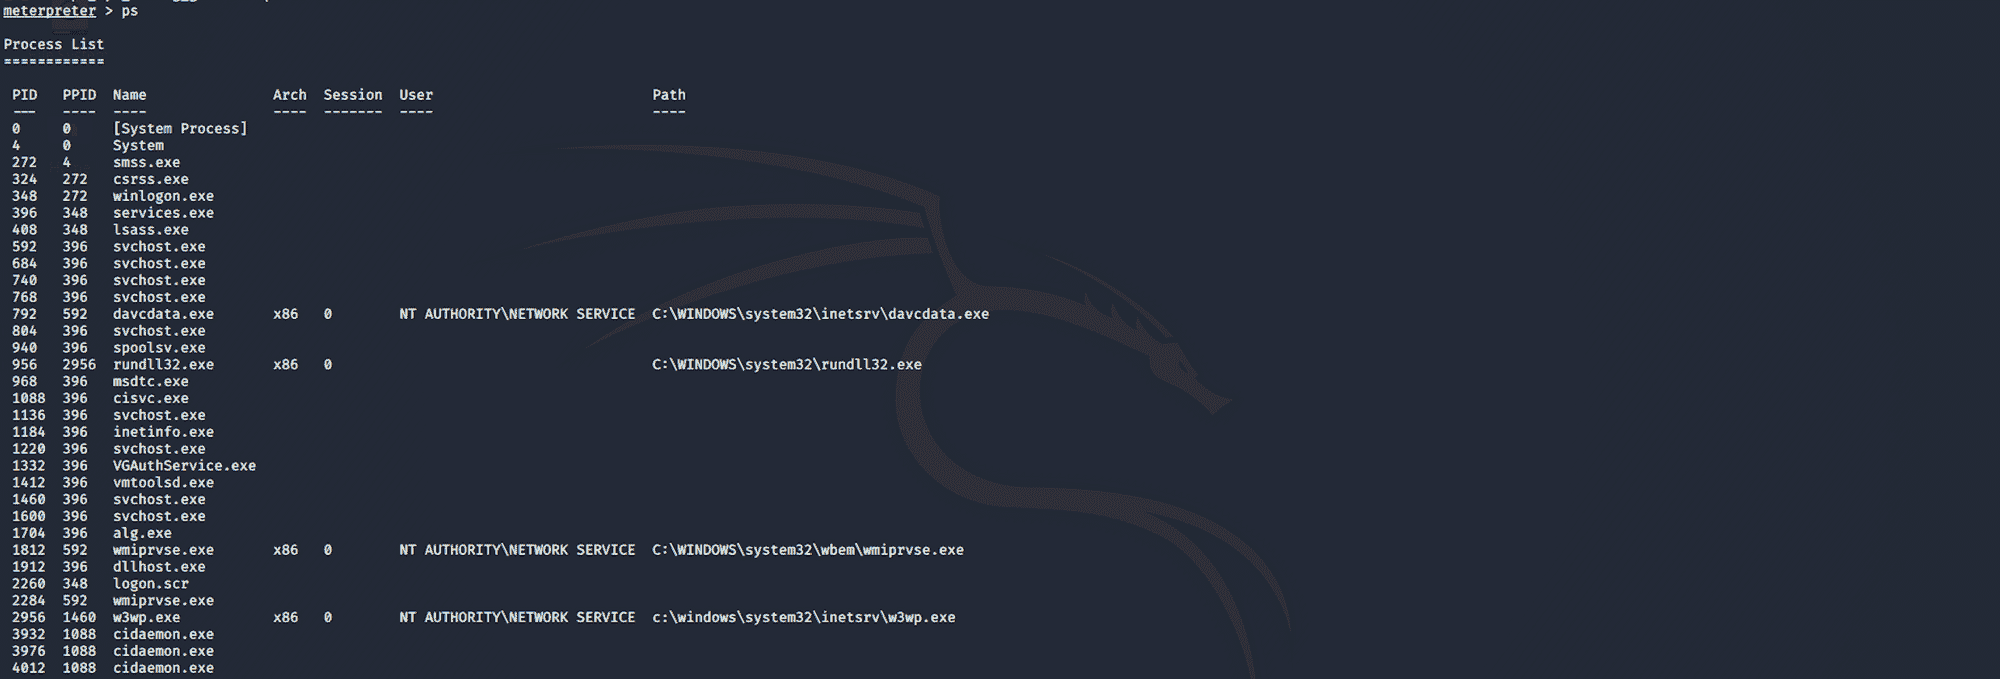 meterpreter > ps
Process List
============
PID PPID Name Arch Session User Path
--- ---- ---- ---- ------- ---- ----
0 0 [System Process]
4 0 System
272 4 smss.exe
324 272 csrss.exe
348 272 winlogon.exe
396 348 services.exe
408 348 lsass.exe
592 396 svchost.exe
684 396 svchost.exe
740 396 svchost.exe
768 396 svchost.exe
792 592 davcdata.exe x86 0 NT AUTHORITY\NETWORK SERVICE C:\WINDOWS\system32\inetsrv\davcdata.exe
804 396 svchost.exe
940 396 spoolsv.exe
956 2956 rundll32.exe x86 0 C:\WINDOWS\system32\rundll32.exe
968 396 msdtc.exe
1088 396 cisvc.exe
1136 396 svchost.exe
1184 396 inetinfo.exe
1220 396 svchost.exe
1332 396 VGAuthService.exe
1412 396 vmtoolsd.exe
1460 396 svchost.exe
1600 396 svchost.exe
1704 396 alg.exe
1812 592 wmiprvse.exe x86 0 NT AUTHORITY\NETWORK SERVICE C:\WINDOWS\system32\wbem\wmiprvse.exe
1912 396 dllhost.exe
2260 348 logon.scr
2284 592 wmiprvse.exe
2956 1460 w3wp.exe x86 0 NT AUTHORITY\NETWORK SERVICE c:\windows\system32\inetsrv\w3wp.exe
3932 1088 cidaemon.exe
3976 1088 cidaemon.exe
4012 1088 cidaemon.exe